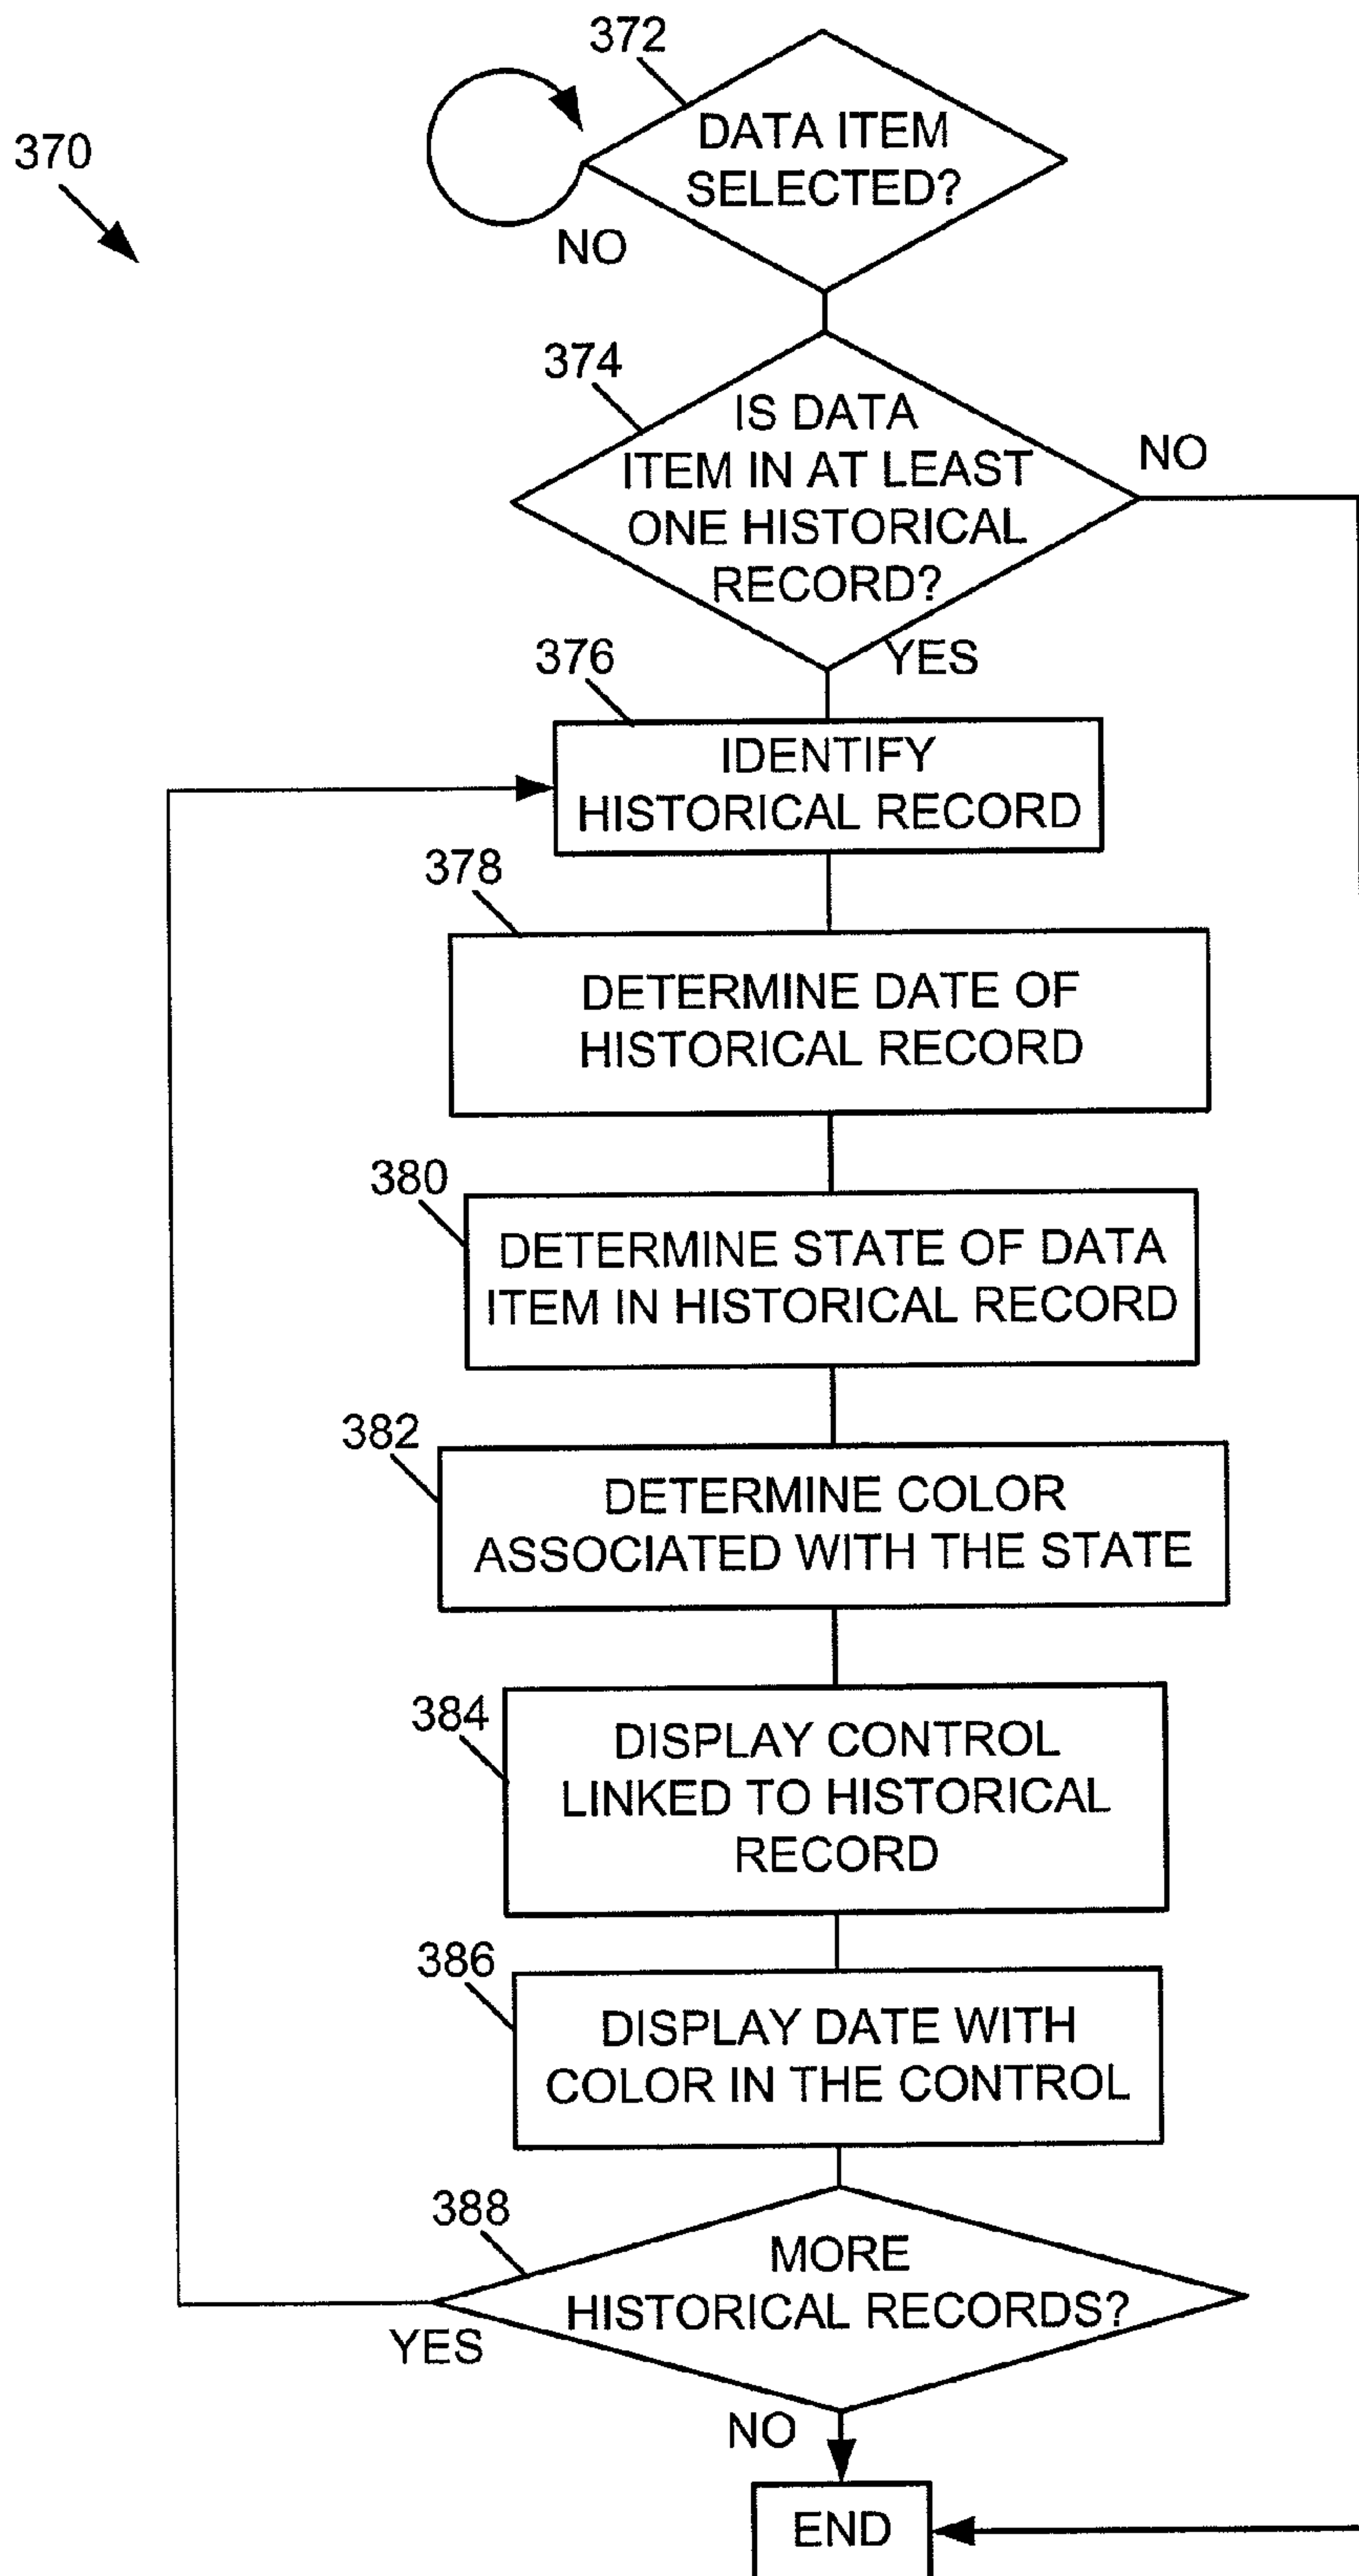 372
DATA ITEM
SELECTED?
370
NO
374
IS DATA
ITEM IN AT LEAST
ONE HISTORICAL
RECORD?
NO
YES
376
IDENTIFY
HISTORICAL RECORD
378
DETERMINE DATE OF
HISTORICAL RECORD
380
DETERMINE STATE OF DATA
ITEM IN HISTORICAL RECORD
382
DETERMINE COLOR
ASSOCIATED WITH THE STATE
384
DISPLAY CONTROL
LINKED TO HISTORICAL
RECORD
386
DISPLAY DATE WITH
COLOR IN THE CONTROL
388
MORE
HISTORICAL RECORDS?
YES
NO
END